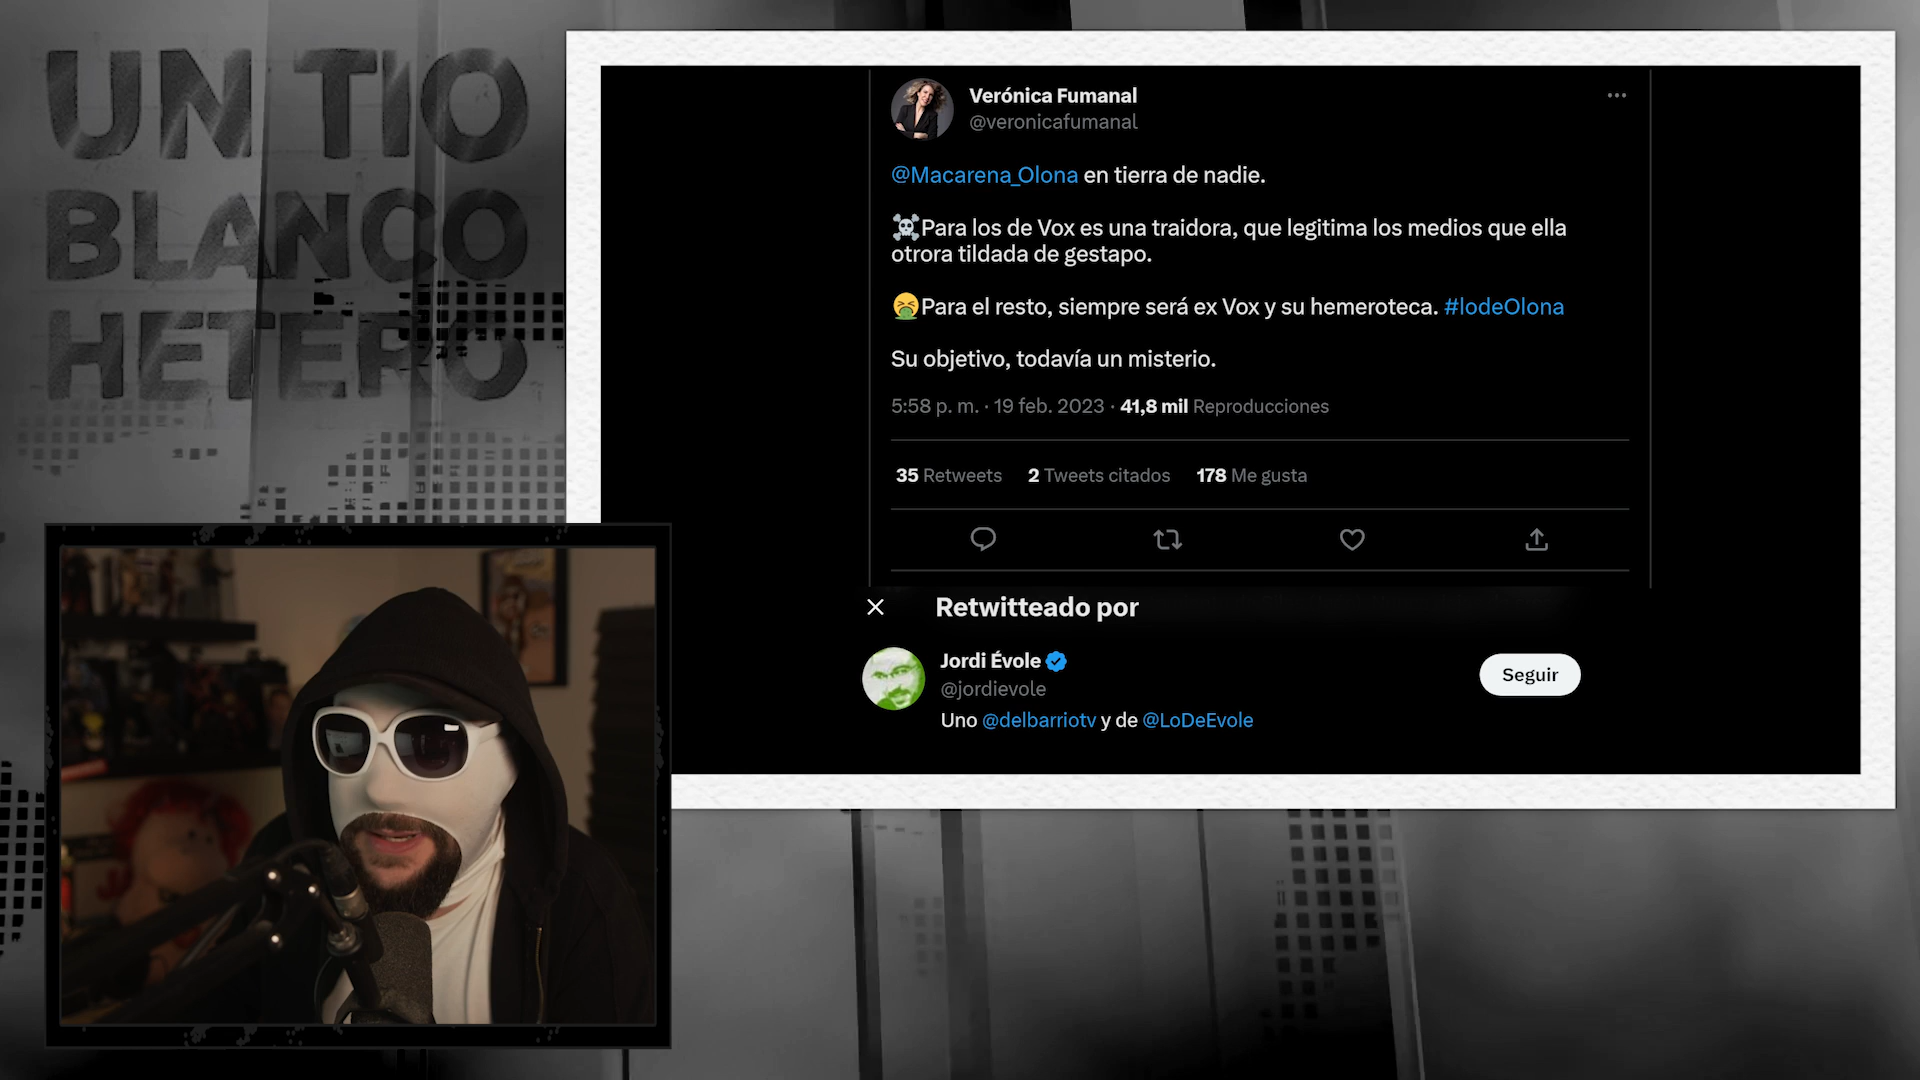 UN TIO
BLANCO
HETERO
Verónica Fumanal
@veronicafumanal
@Macarena_Olona en tierra de nadie.
☠️Para los de Vox es una traidora, que legitima los medios que ella
otrora tildada de gestapo.
🤮Para el resto, siempre será ex Vox y su hemeroteca. #lodeOlona
Su objetivo, todavía un misterio.
5:58 p. m. · 19 feb. 2023 · 41,8 mil Reproducciones
35 Retweets 2 Tweets citados 178 Me gusta
Retwitteado por
Jordi Évole
@jordievole
Seguir
Uno @delbarriotv y de @LoDeEvole